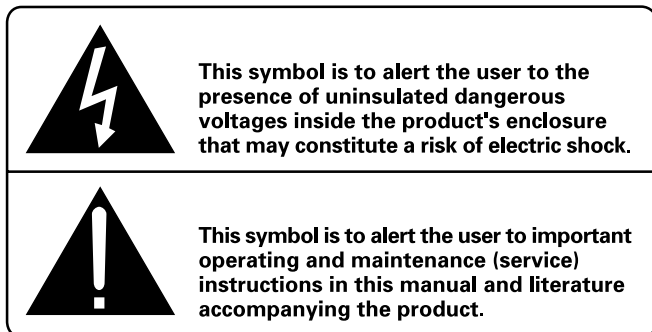 This symbol is to alert the user to the
presence of uninsulated dangerous
voltages inside the product's enclosure
that may constitute a risk of electric shock.
This symbol is to alert the user to important
operating and maintenance (service)
instructions in this manual and literature
accompanying the product.